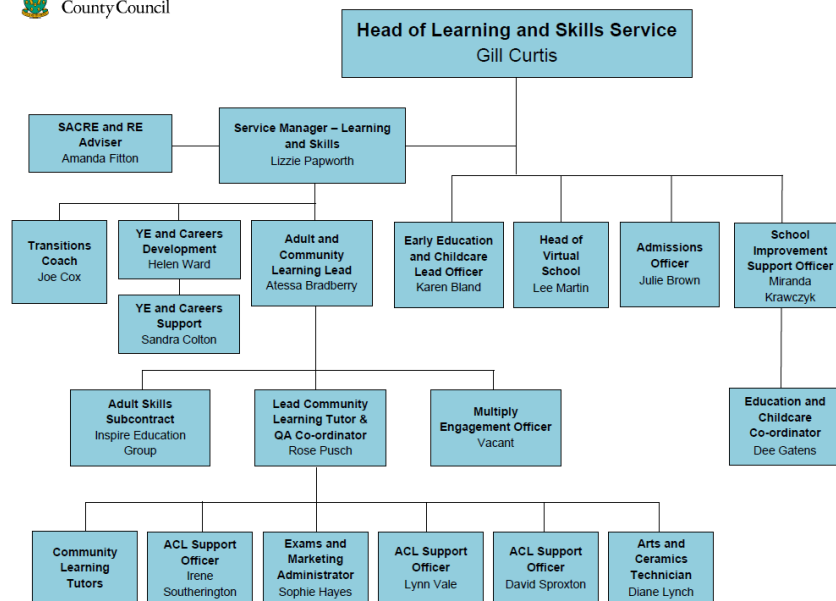 County Council
Head of Learning and Skills Service
Gill Curtis
SACRE and RE
Adviser
Amanda Fitton
Service Manager – Learning
and Skills
Lizzie Papworth
Transitions
Coach
Joe Cox
YE and Careers
Development
Helen Ward
Adult and
Community
Learning Lead
Atessa Bradberry
Early Education
and Childcare
Lead Officer
Karen Bland
Head of
Virtual
School
Lee Martin
Admissions
Officer
Julie Brown
School
Improvement
Support Officer
Miranda
Krawczyk
YE and Careers
Support
Sandra Colton
Adult Skills
Subcontract
Inspire Education
Group
Lead Community
Learning Tutor &
QA Co-ordinator
Rose Pusch
Multiply
Engagement Officer
Vacant
Education and
Childcare
Co-ordinator
Dee Gatens
Community
Learning
Tutors
ACL Support
Officer
Irene
Southerington
Exams and
Marketing
Administrator
Sophie Hayes
ACL Support
Officer
Lynn Vale
ACL Support
Officer
David Sproxton
Arts and
Ceramics
Technician
Diane Lynch